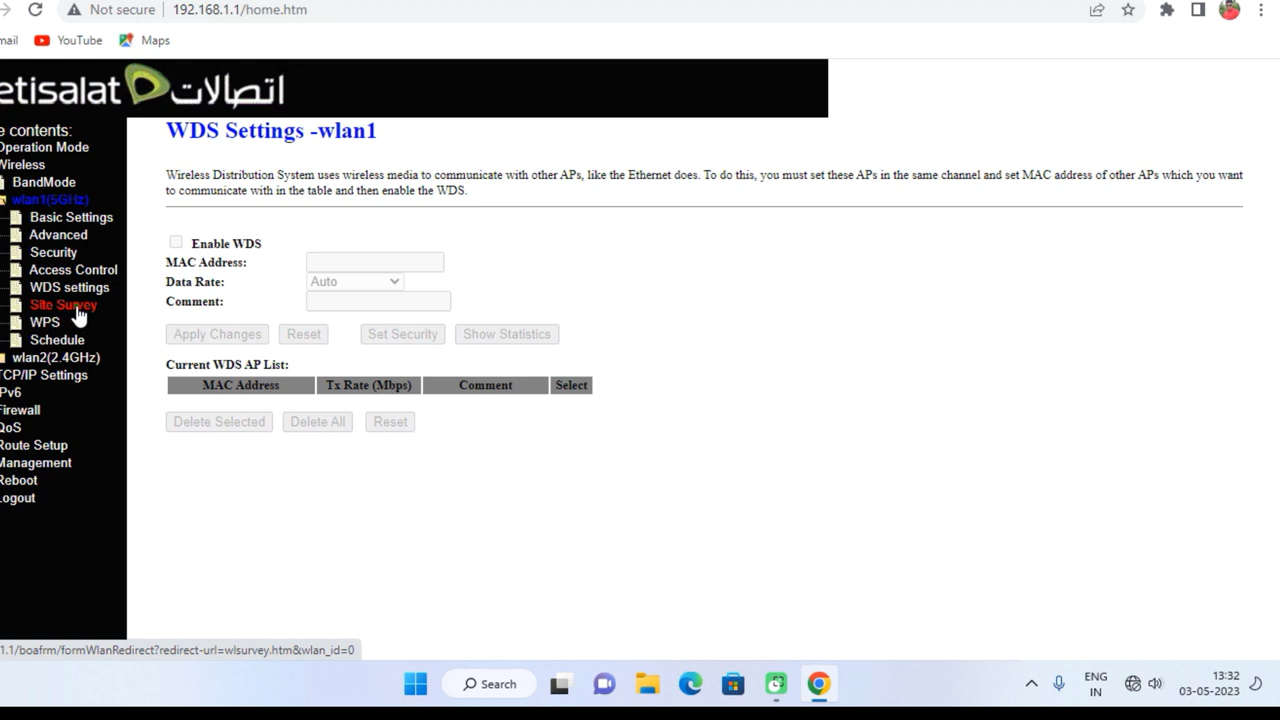 Not secure 192.168.1.1/home.htm
mail YouTube Maps
etisalat اتصالات
e contents:
Operation Mode
Wireless
BandMode
wlan1(5GHz)
Basic Settings
Advanced
Security
Access Control
WDS settings
Site Survey
WPS
Schedule
wlan2(2.4GHz)
TCP/IP Settings
IPv6
Firewall
QoS
Route Setup
Management
Reboot
Logout
WDS Settings -wlan1
Wireless Distribution System uses wireless media to communicate with other APs, like the Ethernet does. To do this, you must set these APs in the same channel and set MAC address of other APs which you want
to communicate with in the table and then enable the WDS.
Enable WDS
MAC Address:
Data Rate: Auto
Comment:
Apply Changes Reset Set Security Show Statistics
Current WDS AP List:
MAC Address Tx Rate (Mbps) Comment Select
Delete Selected Delete All Reset
1.1/boafrm/formWlanRedirect?redirect-url=wlsurvey.htm&wlan_id=0
Search
ENG
IN
13:32
03-05-2023